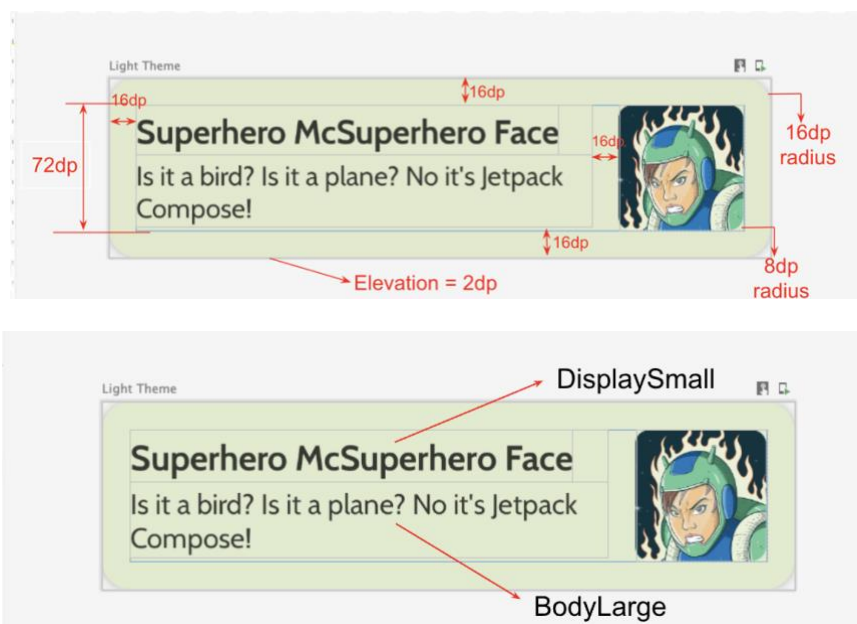 Light Theme
16dp
16dp
Superhero McSuperhero Face
16dp
16dp
radius
72dp
Is it a bird? Is it a plane? No it's Jetpack
Compose!
16dp
8dp
radius
Elevation = 2dp
Light Theme
DisplaySmall
Superhero McSuperhero Face
Is it a bird? Is it a plane? No it's Jetpack
Compose!
BodyLarge